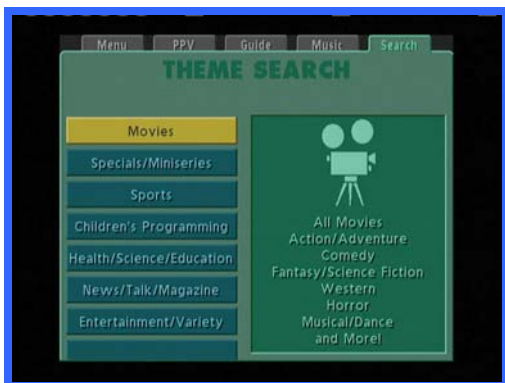 Menu
PPV
Guide
Music
Search
THEME SEARCH
Movies
Specials/Miniseries
Sports
Children's Programming
Health/Science/Education
News/Talk/Magazine
Entertainment/Variety
All Movies
Action/Adventure
Comedy
Fantasy/Science Fiction
Western
Horror
Musical/Dance
and More!